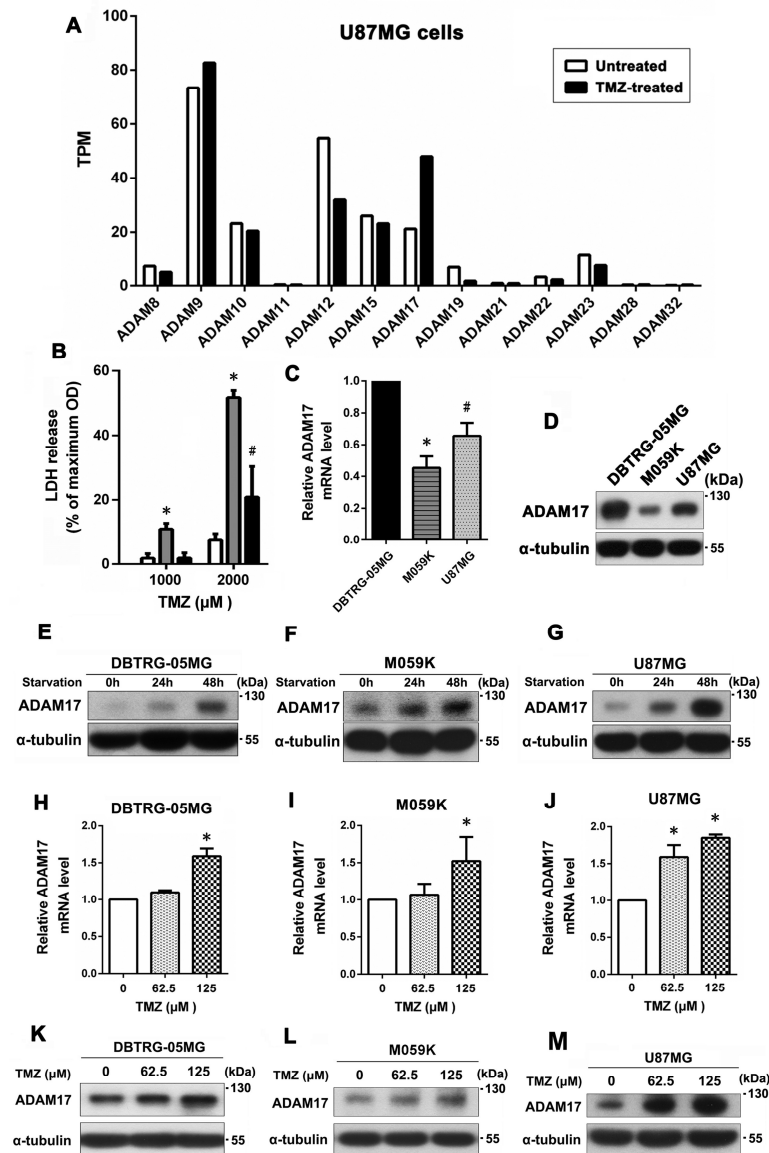 A
U87MG cells
Untreated
TMZ-treated
TPM
100
80
60
40
20
0
ADAM8
ADAM9
ADAM10
ADAM11
ADAM12
ADAM15
ADAM17
ADAM19
ADAM21
ADAM22
ADAM23
ADAM28
ADAM32
B
LDH release
(% of maximum OD)
60
40
20
0
*
*
#
1000 2000
TMZ (μM )
C
Relative ADAM17
mRNA level
1.0
0.8
0.6
0.4
0.2
0.0
*
#
DBTRG-05MG
M059K
U87MG
D
DBTRG-05MG
M059K
U87MG
(kDa)
ADAM17 - 130
α-tubulin - 55
E
DBTRG-05MG
Starvation 0h 24h 48h (kDa)
ADAM17 - 130
α-tubulin - 55
F
M059K
Starvation 0h 24h 48h (kDa)
ADAM17 - 130
α-tubulin - 55
G
U87MG
Starvation 0h 24h 48h (kDa)
ADAM17 - 130
α-tubulin - 55
H
DBTRG-05MG
Relative ADAM17
mRNA level
2.0
1.5
1.0
0.5
0.0
*
0 62.5 125
TMZ (μM )
I
M059K
Relative ADAM17
mRNA level
2.0
1.5
1.0
0.5
0.0
*
0 62.5 125
TMZ (μM )
J
U87MG
Relative ADAM17
mRNA level
2.0
1.5
1.0
0.5
0.0
* *
0 62.5 125
TMZ (μM )
K
DBTRG-05MG
TMZ (μM) 0 62.5 125 (kDa)
ADAM17 - 130
α-tubulin - 55
L
M059K
TMZ (μM) 0 62.5 125 (kDa)
ADAM17 - 130
α-tubulin - 55
M
U87MG
TMZ (μM) 0 62.5 125 (kDa)
ADAM17 - 130
α-tubulin - 55